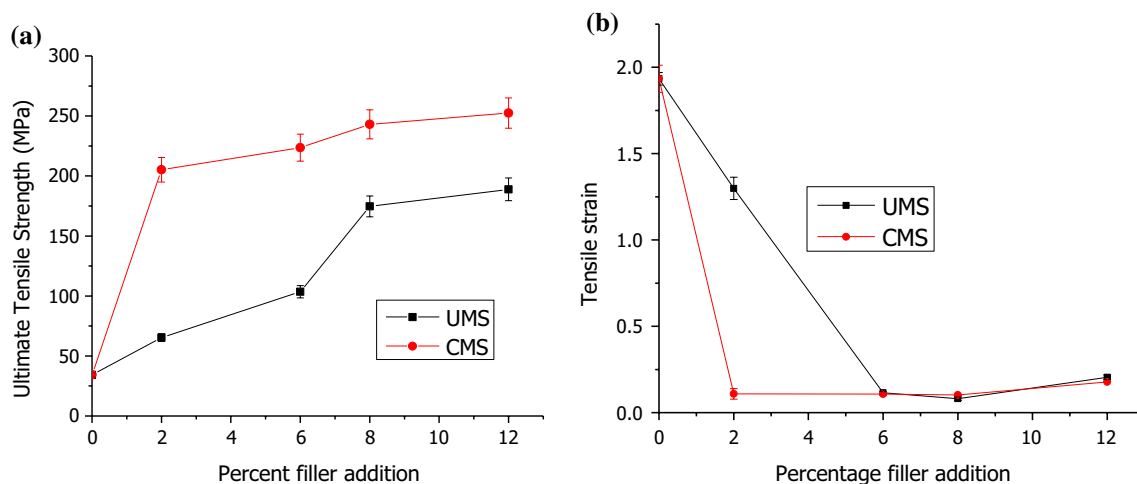 (a)
300
250
200
150
100
50
0
Ultimate Tensile Strength (MPa)
0 2 4 6 8 10 12
Percent filler addition
UMS
CMS
(b)
2.0
1.5
1.0
0.5
0.0
Tensile strain
0 2 4 6 8 10 12
Percentage filler addition
UMS
CMS